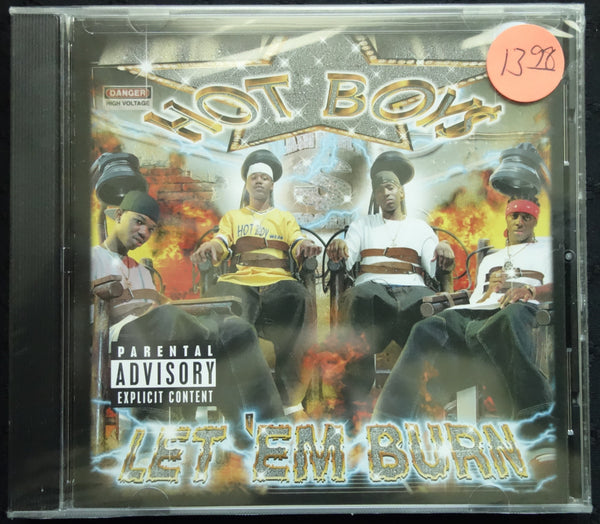 13.98
DANGER
HIGH VOLTAGE
HOT BOYS
HOT BOY
PARENTAL
ADVISORY
EXPLICIT CONTENT
LET 'EM BURN